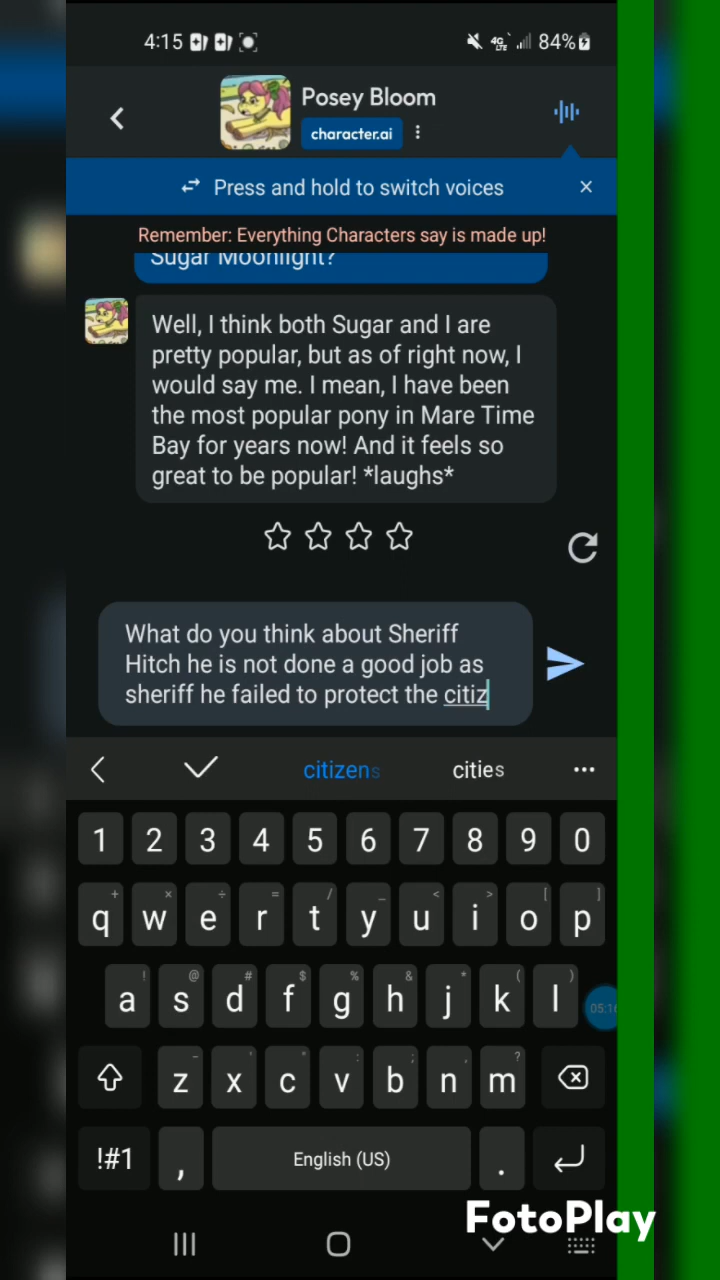 4:15
4G
LTE
84%
Posey Bloom
character.ai
Press and hold to switch voices
Remember: Everything Characters say is made up!
Sugar Moonlight?
Well, I think both Sugar and I are
pretty popular, but as of right now, I
would say me. I mean, I have been
the most popular pony in Mare Time
Bay for years now! And it feels so
great to be popular! *laughs*
What do you think about Sheriff
Hitch he is not done a good job as
sheriff he failed to protect the citiz
citizens
cities
1 2 3 4 5 6 7 8 9 0
+ × ÷ = / _ < > [ ]
q w e r t y u i o p
! @ # $ % & * ( )
a s d f g h j k l
05:16
- ' " : ; , ?
z x c v b n m
!#1 , English (US) .
FotoPlay